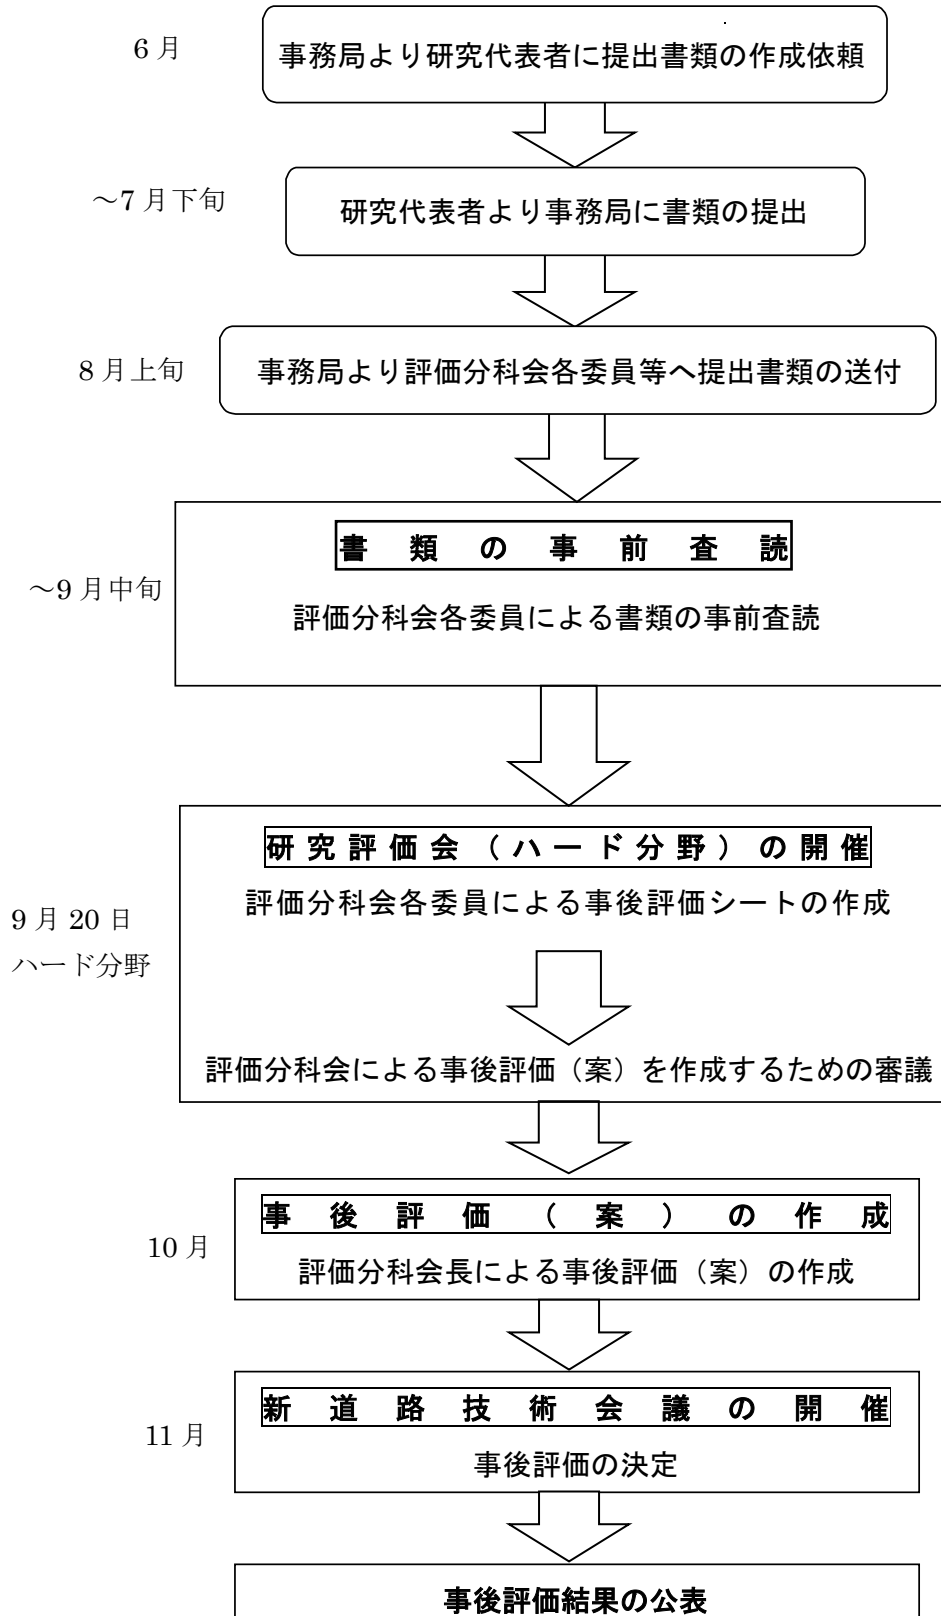 6 月
事務局より研究代表者に提出書類の作成依頼
～7 月下旬
研究代表者より事務局に書類の提出
8 月上旬
事務局より評価分科会各委員等へ提出書類の送付
書類の事前査読
～9 月中旬
評価分科会各委員による書類の事前査読
研究評価会（ハード分野）の開催
評価分科会各委員による事後評価シートの作成
9 月 20 日
ハード分野
評価分科会による事後評価（案）を作成するための審議
事後評価（案）の作成
10 月
評価分科会長による事後評価（案）の作成
新道路技術会議の開催
11 月
事後評価の決定
事後評価結果の公表